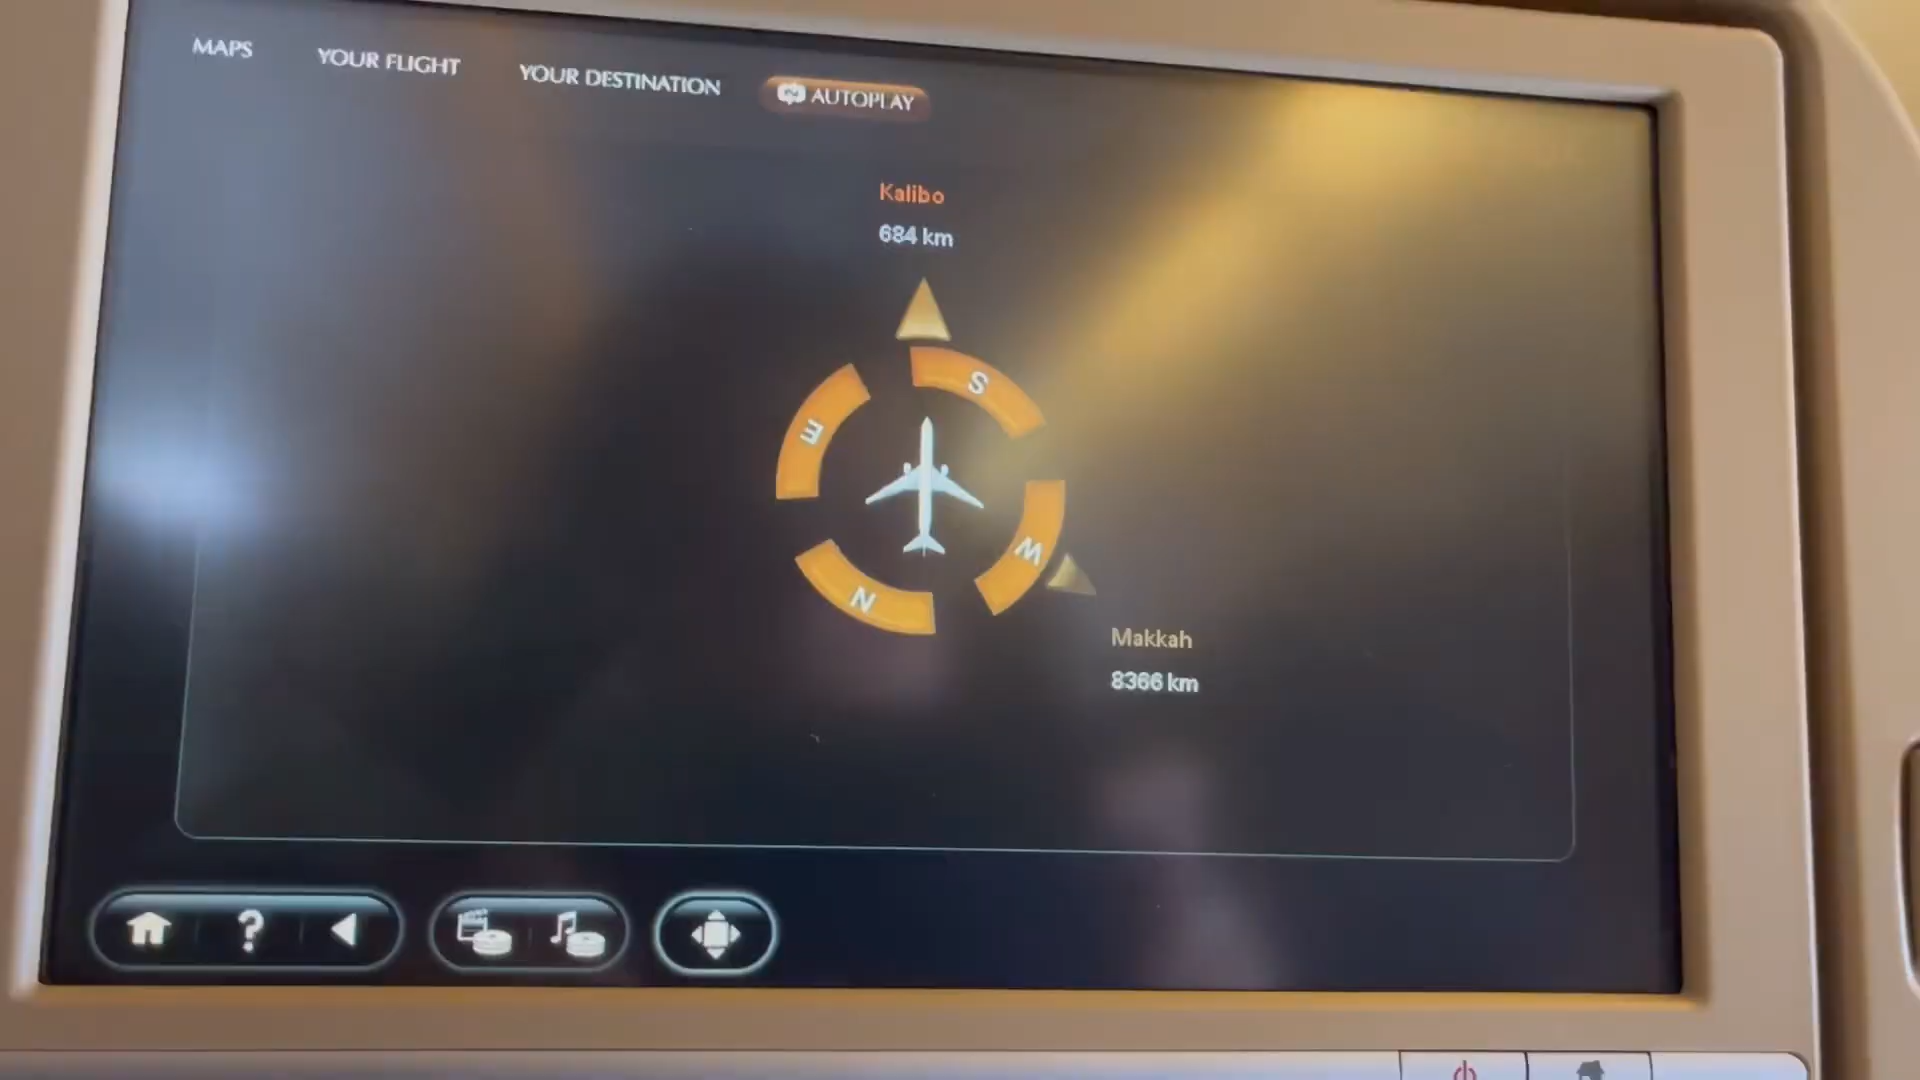 MAPS
YOUR FLIGHT
YOUR DESTINATION
AUTOPLAY
Kalibo
684 km
S
E
W
N
Makkah
8366 km
?